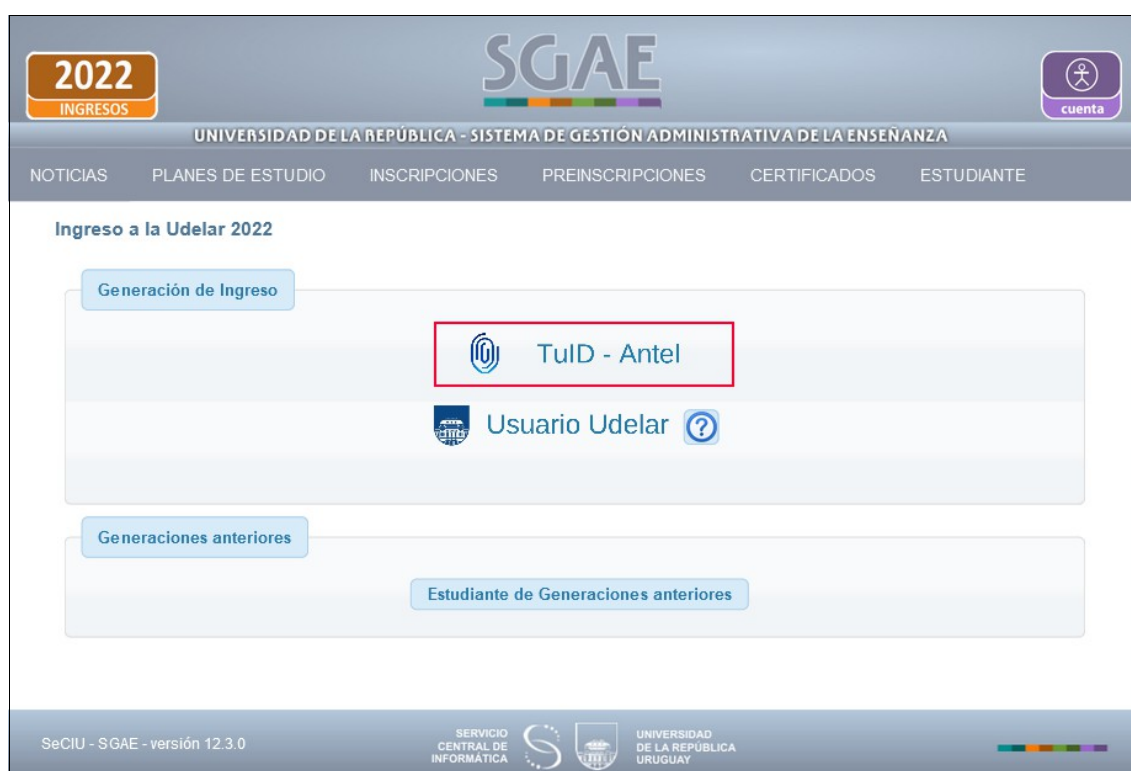 2022
INGRESOS
SGAE
cuenta
UNIVERSIDAD DE LA REPÚBLICA - SISTEMA DE GESTIÓN ADMINISTRATIVA DE LA ENSEÑANZA
NOTICIAS PLANES DE ESTUDIO INSCRIPCIONES PREINSCRIPCIONES CERTIFICADOS ESTUDIANTE
Ingreso a la Udelar 2022
Generación de Ingreso
TuID - Antel
Usuario Udelar ?
Generaciones anteriores
Estudiante de Generaciones anteriores
SeCIU - SGAE - versión 12.3.0
SERVICIO
CENTRAL DE
INFORMÁTICA
UNIVERSIDAD
DE LA REPÚBLICA
URUGUAY